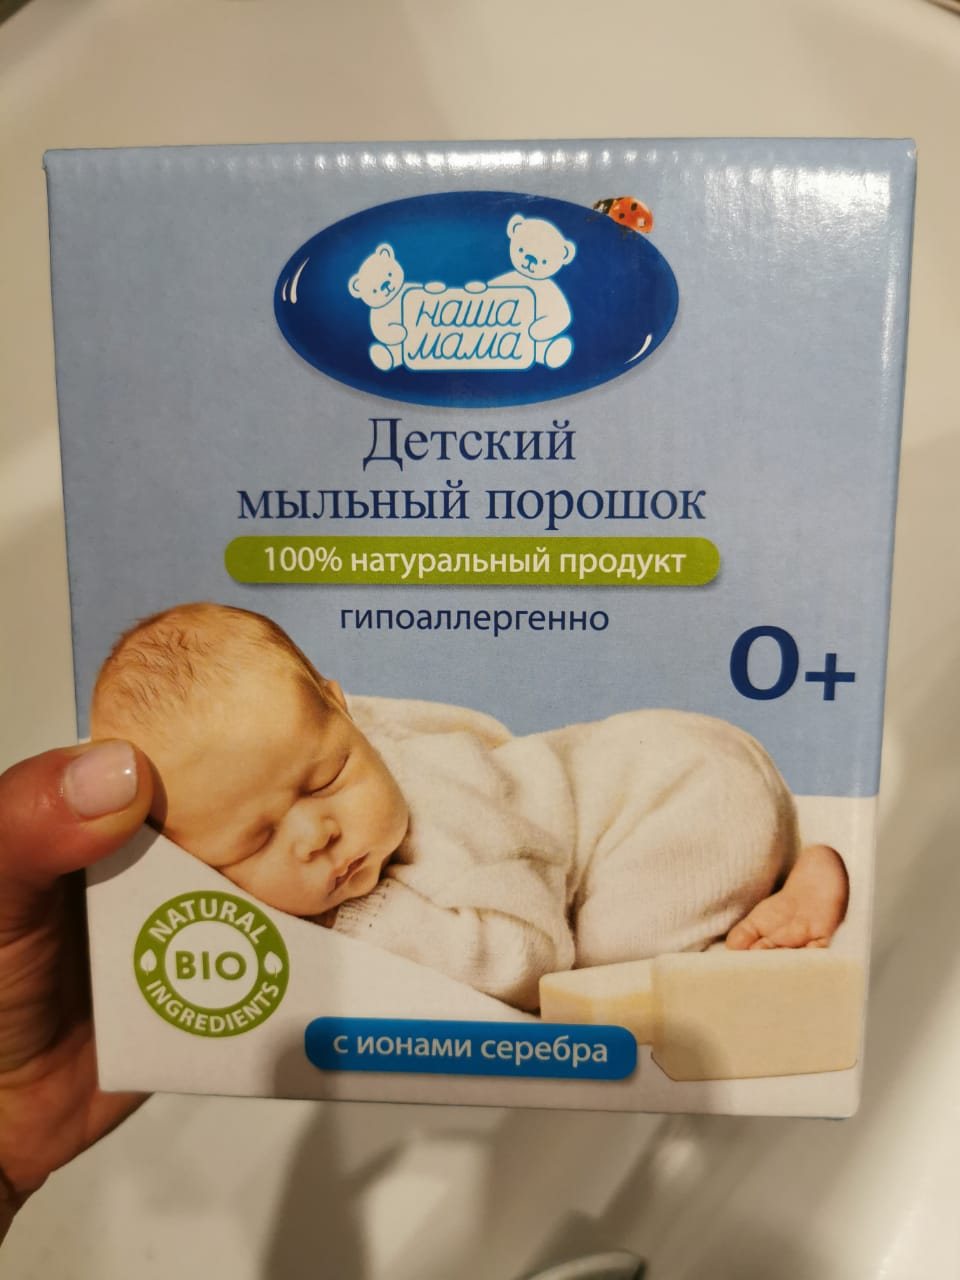 наша
мама
Детский
мыльный порошок
100% натуральный продукт
гипоаллергенно
0+
NATURAL
BIO
INGREDIENTS
с ионами серебра